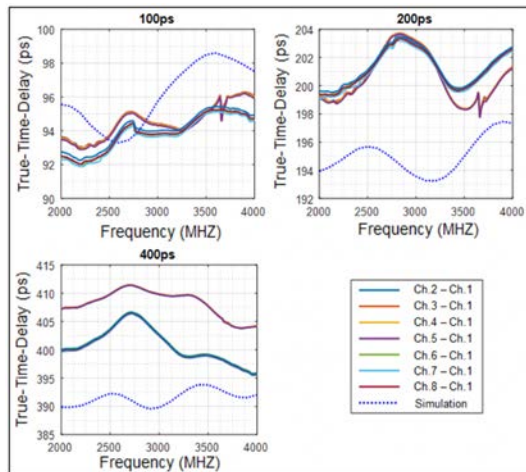 100ps
True-Time-Delay (ps)
100
98
96
94
92
90
2000 2500 3000 3500 4000
Frequency (MHZ)
200ps
True-Time-Delay (ps)
204
202
200
198
196
194
192
2000 2500 3000 3500 4000
Frequency (MHZ)
400ps
True-Time-Delay (ps)
415
410
405
400
395
390
385
2000 2500 3000 3500 4000
Frequency (MHZ)
Ch.2 – Ch.1
Ch.3 – Ch.1
Ch.4 – Ch.1
Ch.5 – Ch.1
Ch.6 – Ch.1
Ch.7 – Ch.1
Ch.8 – Ch.1
Simulation